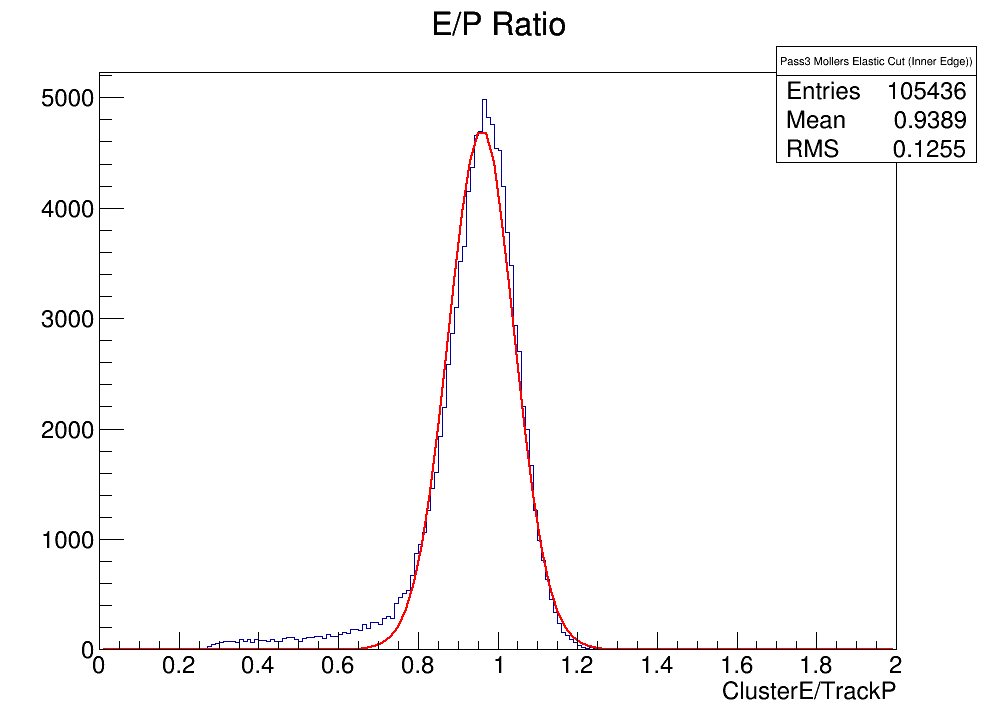 E/P Ratio
Pass3 Mollers Elastic Cut (Inner Edge))
Entries 105436
Mean 0.9389
RMS 0.1255
5000
4000
3000
2000
1000
0
0 0.2 0.4 0.6 0.8 1 1.2 1.4 1.6 1.8 2
ClusterE/TrackP